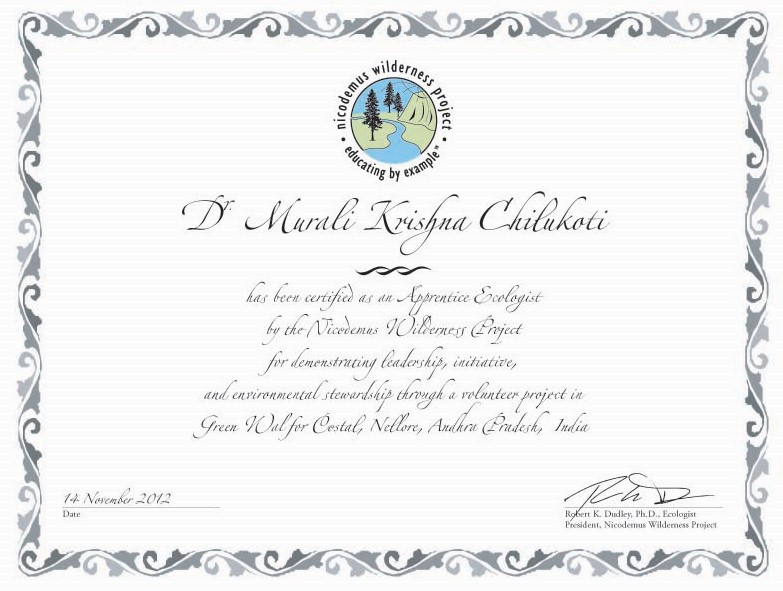 nicodemus wilderness project
• educating by example™ •
Dr. Murali Krishna Chilukoti
has been certified as an Apprentice Ecologist
by the Nicodemus Wilderness Project
for demonstrating leadership, initiative,
and environmental stewardship through a volunteer project in
Green Wal for Costal, Nellore, Andhra Pradesh, India
14 November 2012
Date
Robert K. Dudley, Ph.D., Ecologist
President, Nicodemus Wilderness Project